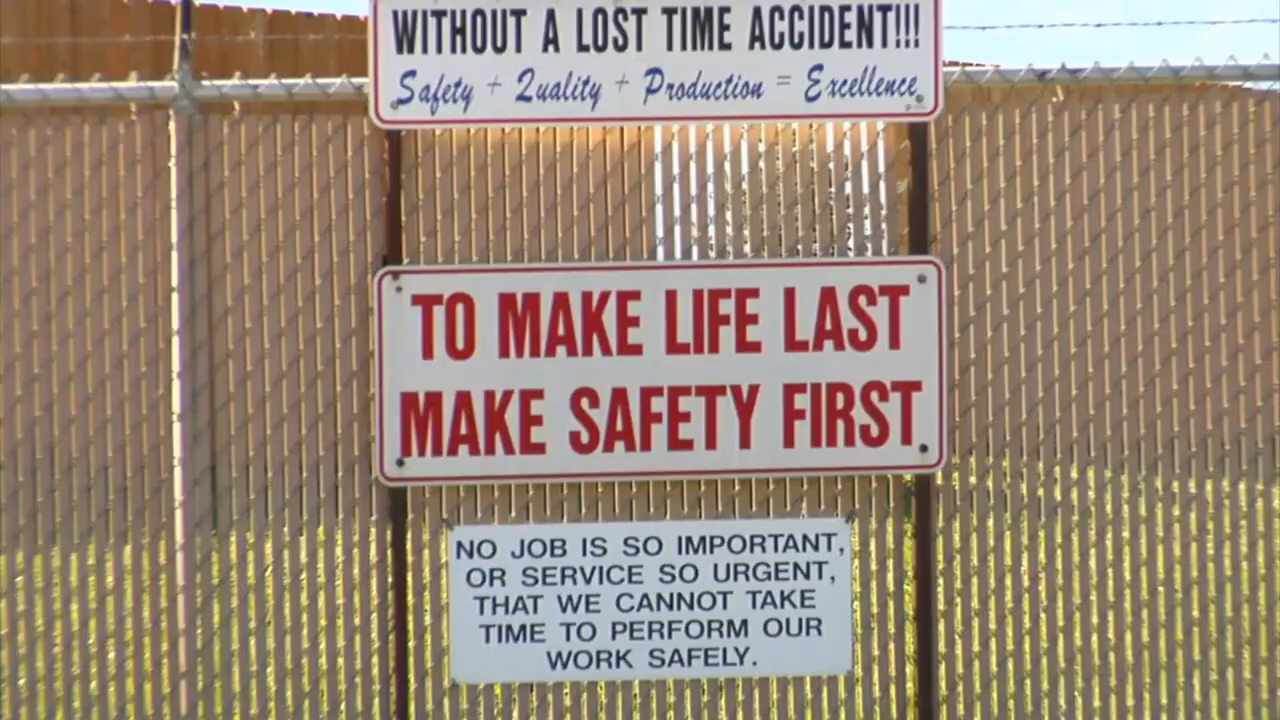 WITHOUT A LOST TIME ACCIDENT!!!
Safety + Quality + Production = Excellence
TO MAKE LIFE LAST
MAKE SAFETY FIRST
NO JOB IS SO IMPORTANT,
OR SERVICE SO URGENT,
THAT WE CANNOT TAKE
TIME TO PERFORM OUR
WORK SAFELY.